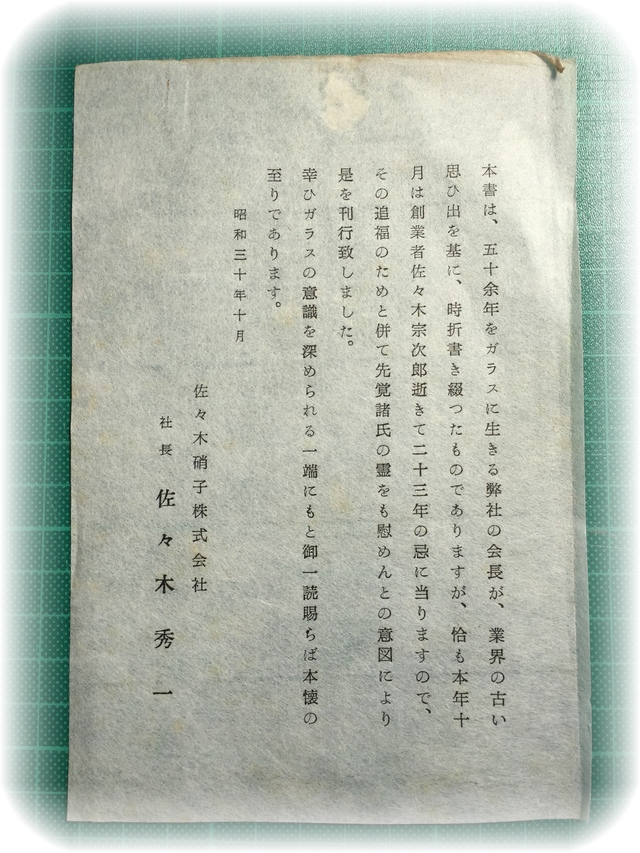 本書は、五十余年をガラスに生きる弊社の会長が、業界の古い
思ひ出を基に、時折書き綴つたものでありますが、恰も本年十
月は創業者佐々木宗次郎逝きて二十三年の忌に当りますので、
その追福のためと併て先覚諸氏の霊をも慰めんとの意図により
是を刊行致しました。
幸ひガラスの意識を深められる一端にもと御一読賜らば本懐の
至りであります。
昭和三十年十月
佐々木硝子株式会社
社長 佐々木秀一